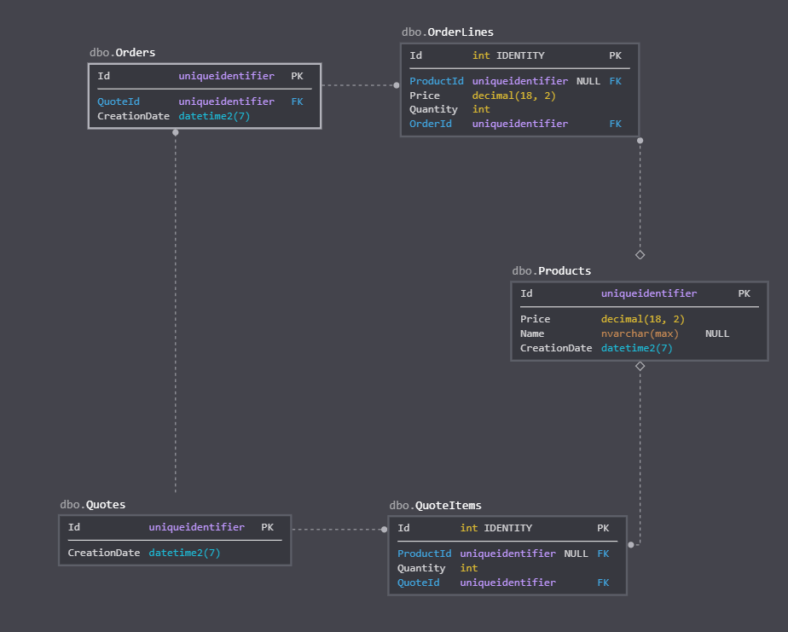 dbo.Orders
Id uniqueidentifier PK
QuoteId uniqueidentifier FK
CreationDate datetime2(7)
dbo.OrderLines
Id int IDENTITY PK
ProductId uniqueidentifier NULL FK
Price decimal(18, 2)
Quantity int
OrderId uniqueidentifier FK
dbo.Products
Id uniqueidentifier PK
Price decimal(18, 2)
Name nvarchar(max) NULL
CreationDate datetime2(7)
dbo.Quotes
Id uniqueidentifier PK
CreationDate datetime2(7)
dbo.QuoteItems
Id int IDENTITY PK
ProductId uniqueidentifier NULL FK
Quantity int
QuoteId uniqueidentifier FK